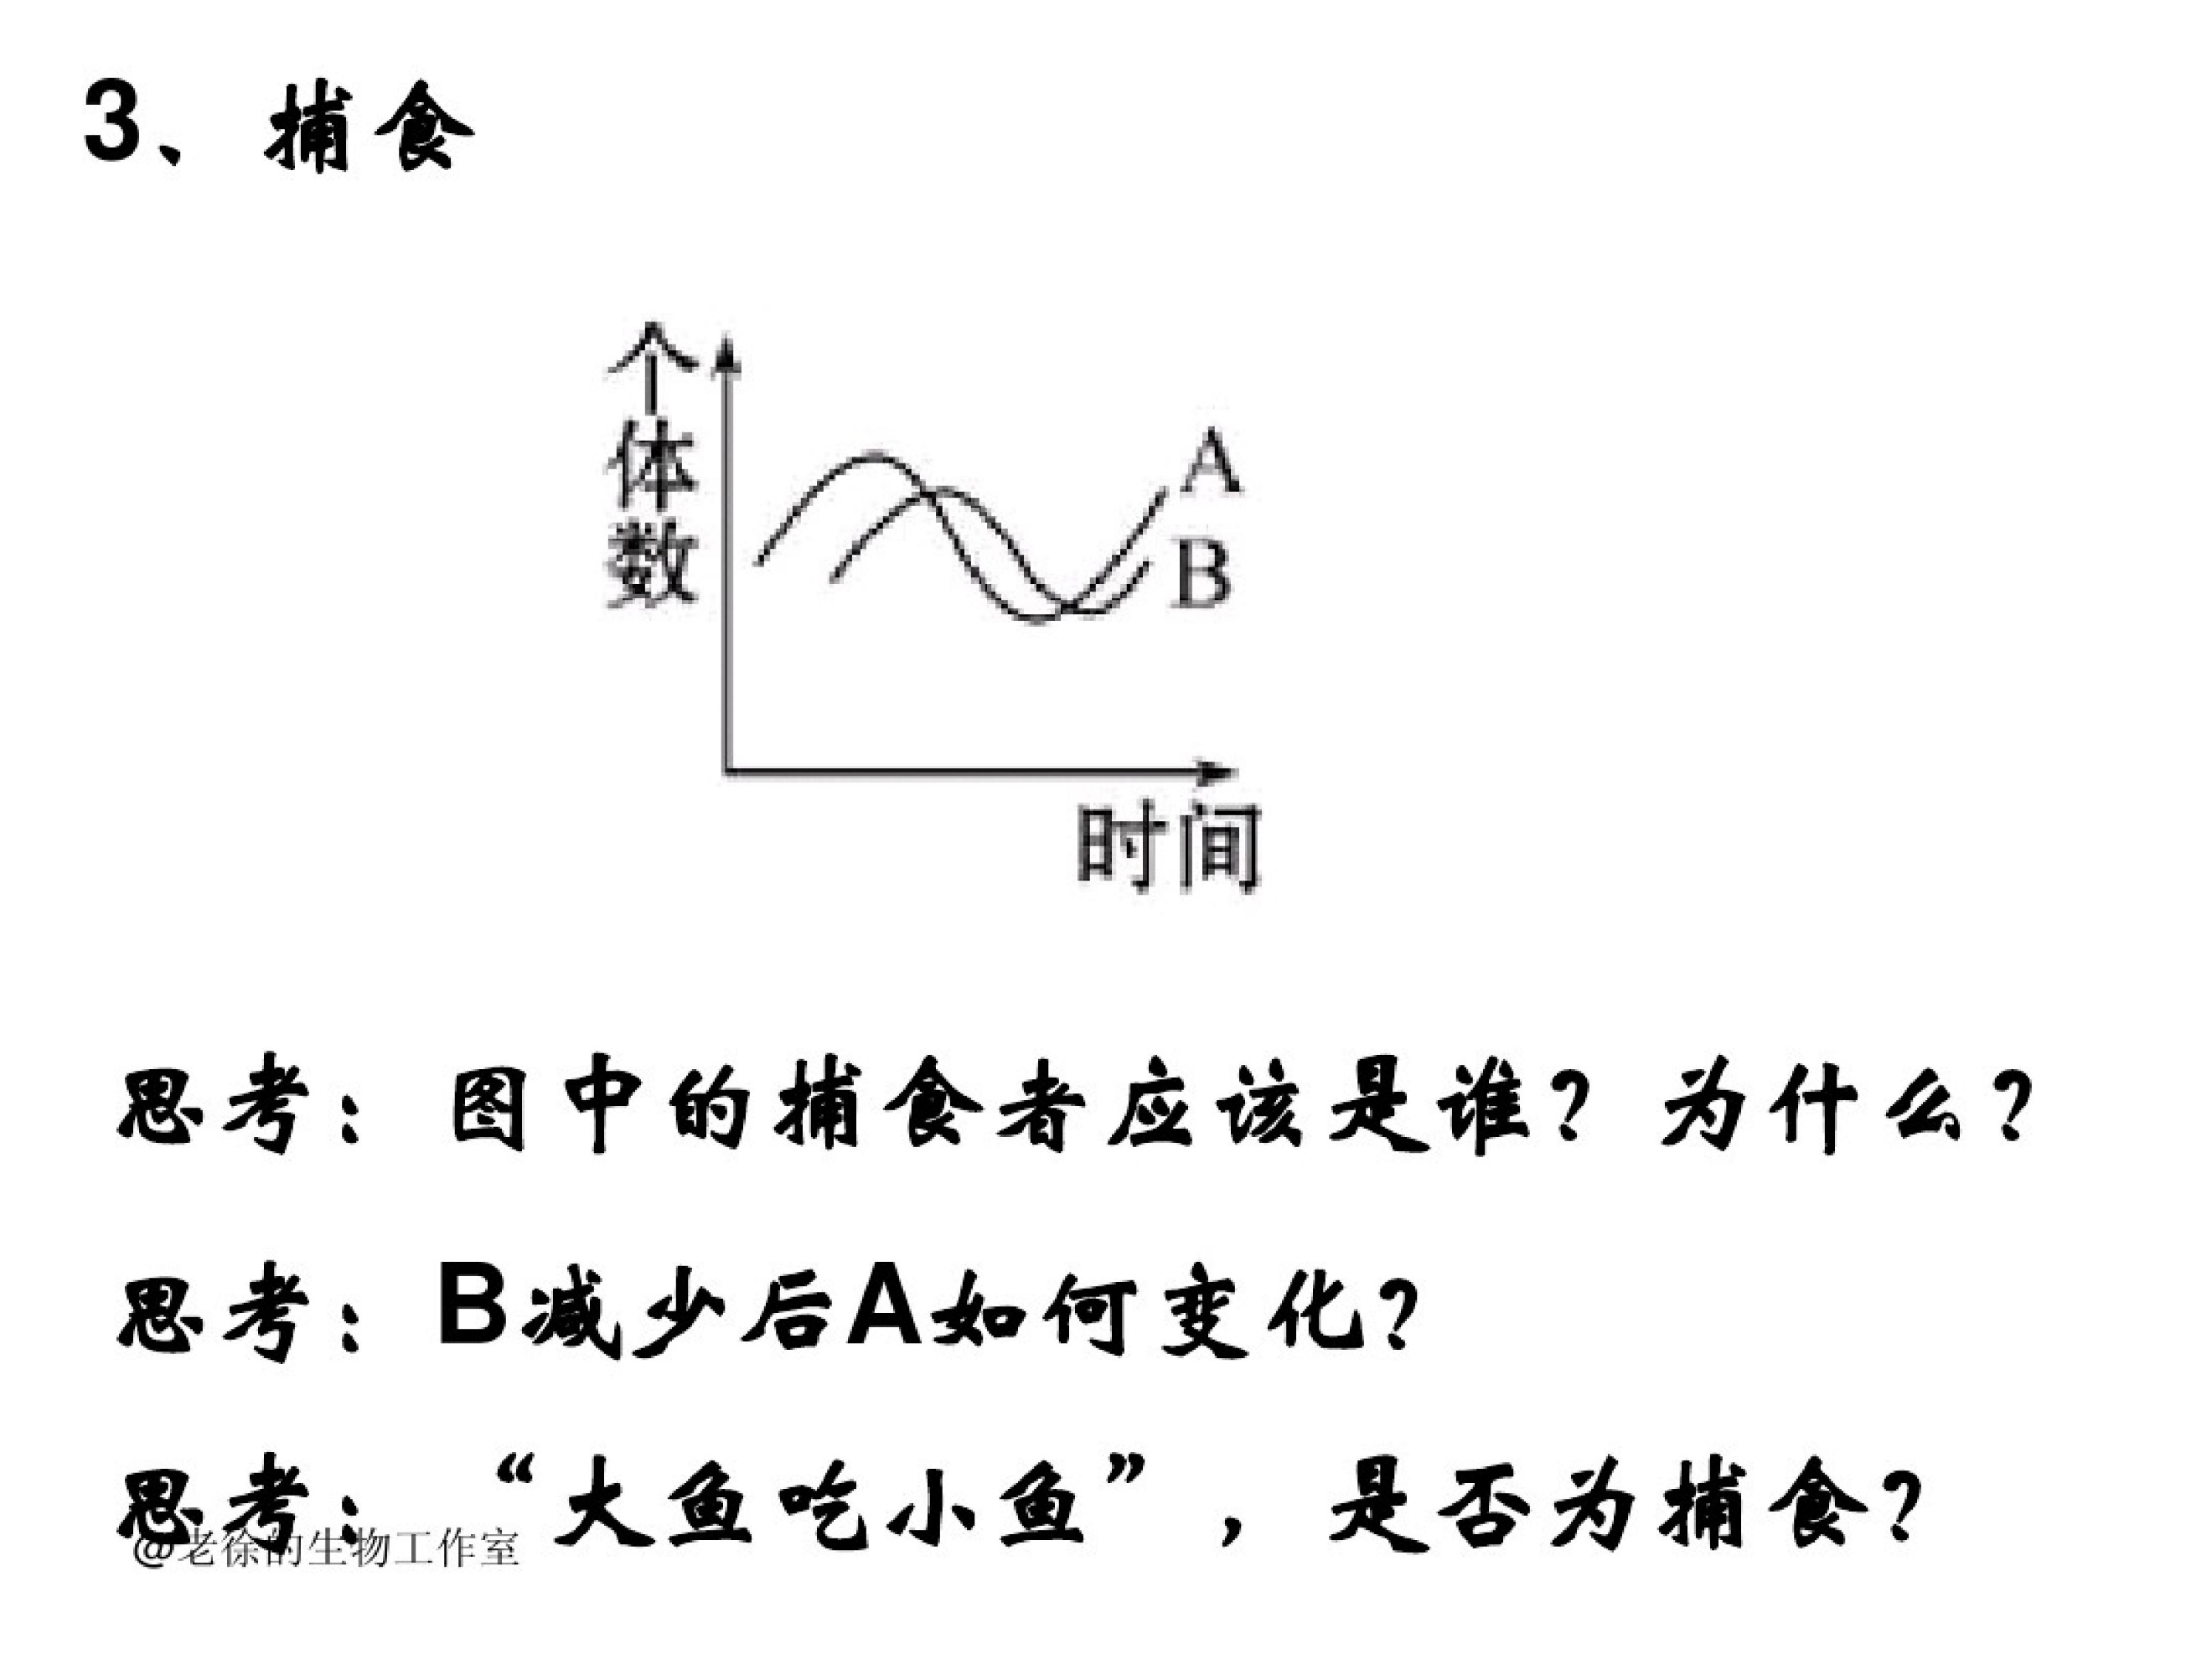 3、捕食
个体数
A
B
时间
思考：图中的捕食者应该是谁？为什么？
思考：B减少后A如何变化？
思考：“大鱼吃小鱼”，是否为捕食？
@老徐的生物工作室